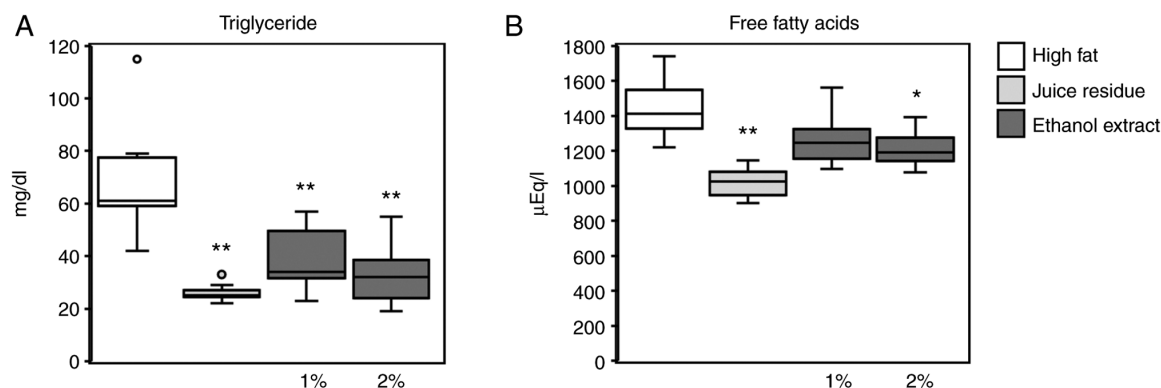 A
Triglyceride
mg/dl
120
100
80
60
40
20
0
**
**
**
1%
2%
B
Free fatty acids
µEq/l
1800
1600
1400
1200
1000
800
600
400
200
0
**
*
1%
2%
High fat
Juice residue
Ethanol extract